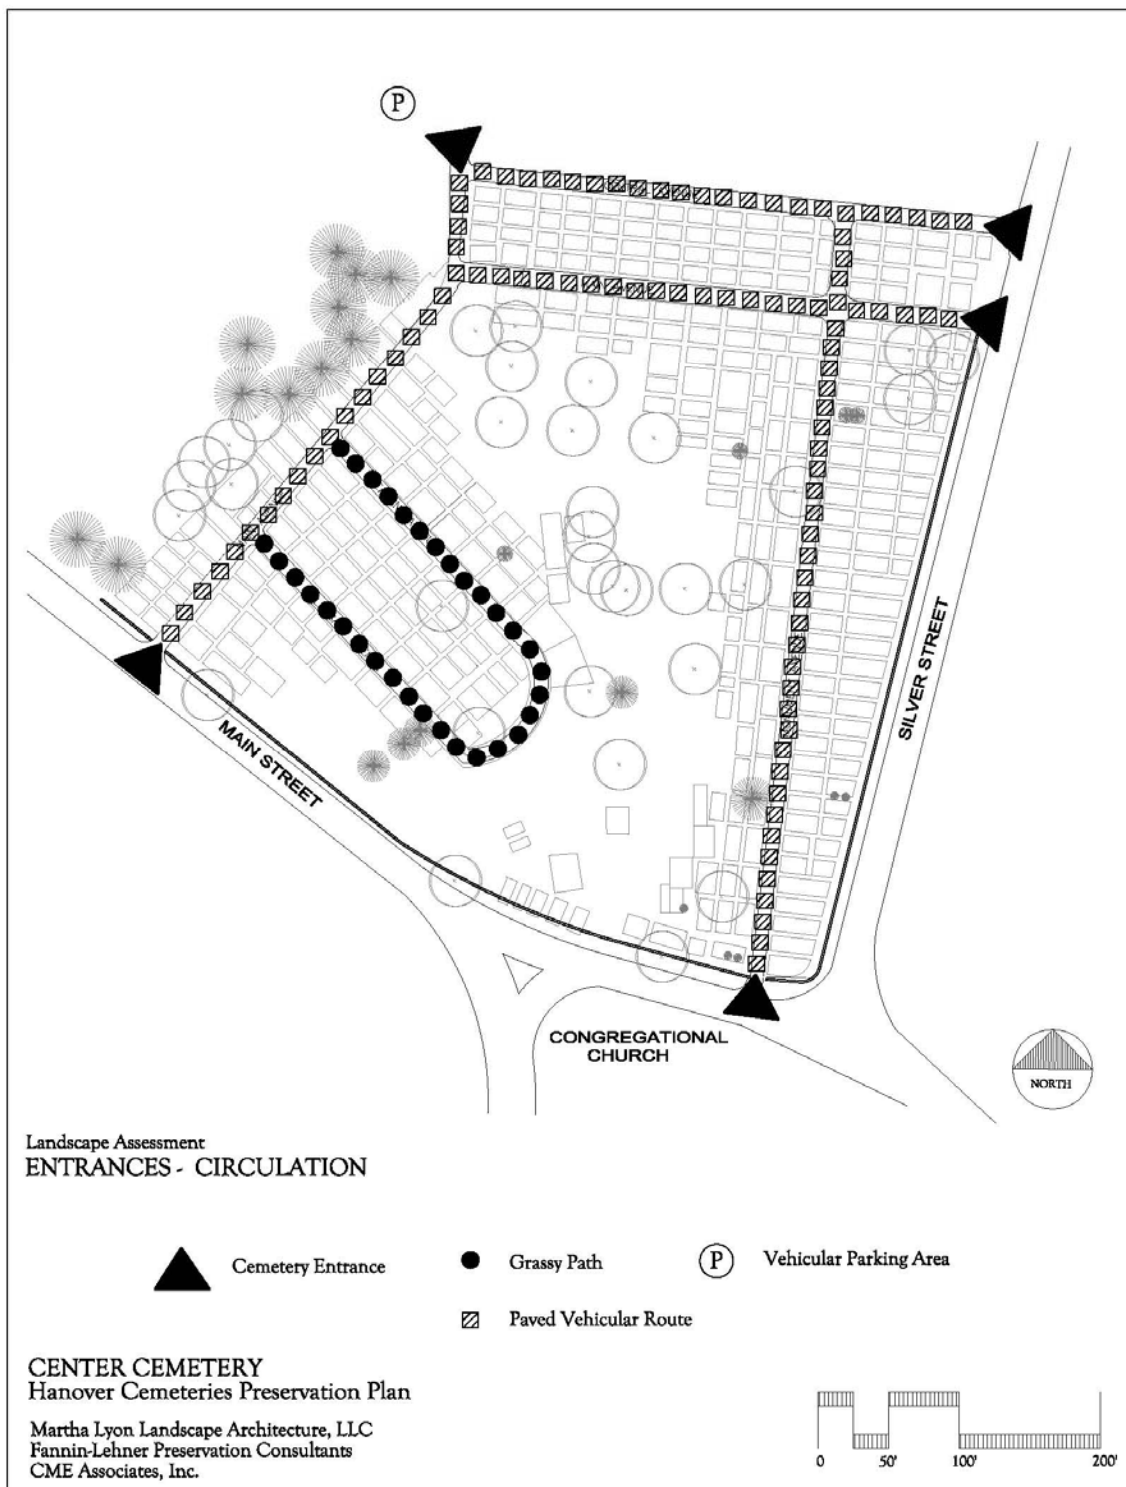 P
MAIN STREET
SILVER STREET
CONGREGATIONAL
CHURCH
NORTH
Landscape Assessment
ENTRANCES - CIRCULATION
Cemetery Entrance
Grassy Path
P
Vehicular Parking Area
Paved Vehicular Route
CENTER CEMETERY
Hanover Cemeteries Preservation Plan
Martha Lyon Landscape Architecture, LLC
Fannin-Lehner Preservation Consultants
CME Associates, Inc.
0 50' 100' 200'